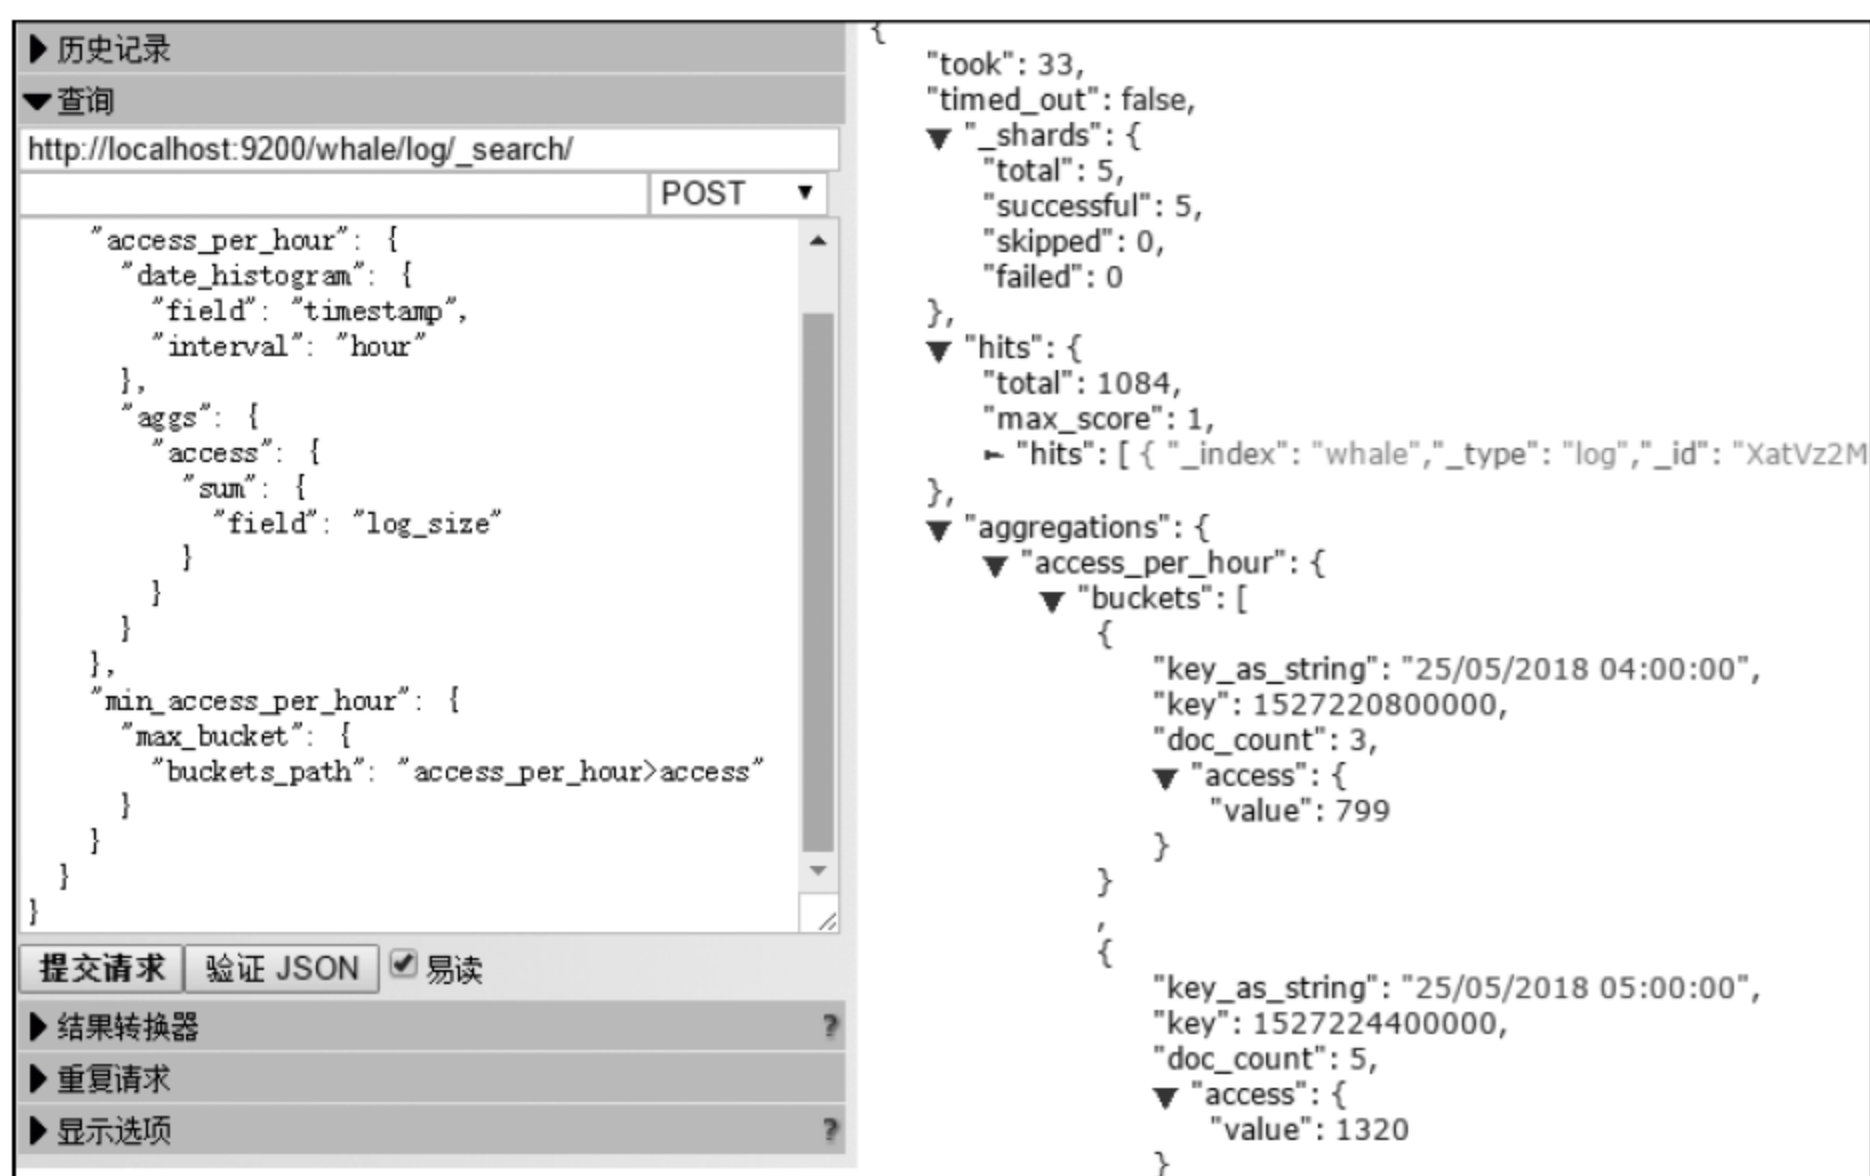 历史记录
查询
http://localhost:9200/whale/log/_search/
POST
"access_per_hour": {
"date_histogram": {
"field": "timestamp",
"interval": "hour"
},
"aggs": {
"access": {
"sum": {
"field": "log_size"
}
}
}
},
"min_access_per_hour": {
"max_bucket": {
"buckets_path": "access_per_hour>access"
}
}
}
}
提交请求 验证 JSON 易读
结果转换器 ?
重复请求
显示选项 ?
{
"took": 33,
"timed_out": false,
"_shards": {
"total": 5,
"successful": 5,
"skipped": 0,
"failed": 0
},
"hits": {
"total": 1084,
"max_score": 1,
"hits": [ { "_index": "whale","_type": "log","_id": "XatVz2M
},
"aggregations": {
"access_per_hour": {
"buckets": [
{
"key_as_string": "25/05/2018 04:00:00",
"key": 1527220800000,
"doc_count": 3,
"access": {
"value": 799
}
}
,
{
"key_as_string": "25/05/2018 05:00:00",
"key": 1527224400000,
"doc_count": 5,
"access": {
"value": 1320
}